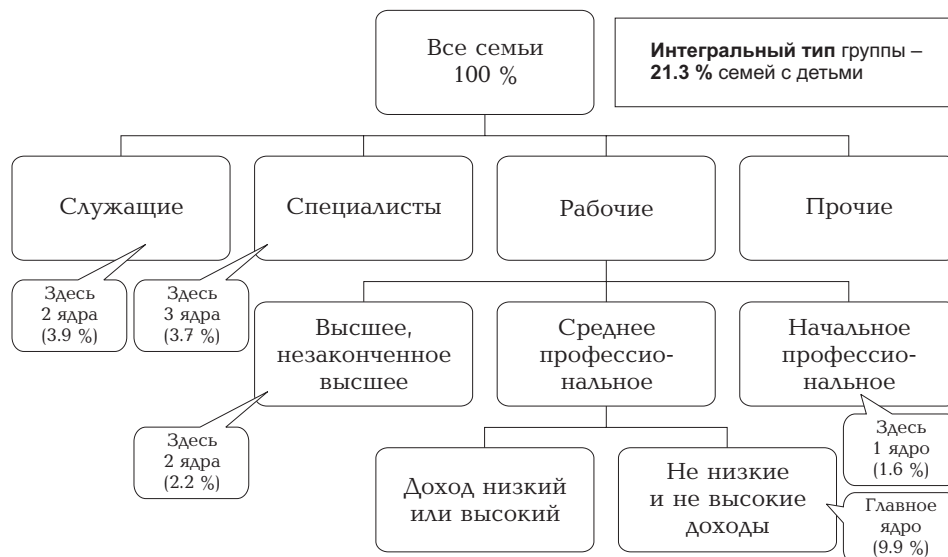 Все семьи
100 %
Интегральный тип группы –
21.3 % семей с детьми
Служащие
Специалисты
Рабочие
Прочие
Здесь
2 ядра
(3.9 %)
Здесь
3 ядра
(3.7 %)
Высшее,
незаконченное
высшее
Среднее
профессио-
нальное
Начальное
профессио-
нальное
Здесь
2 ядра
(2.2 %)
Здесь
1 ядро
(1.6 %)
Доход низкий
или высокий
Не низкие
и не высокие
доходы
Главное
ядро
(9.9 %)